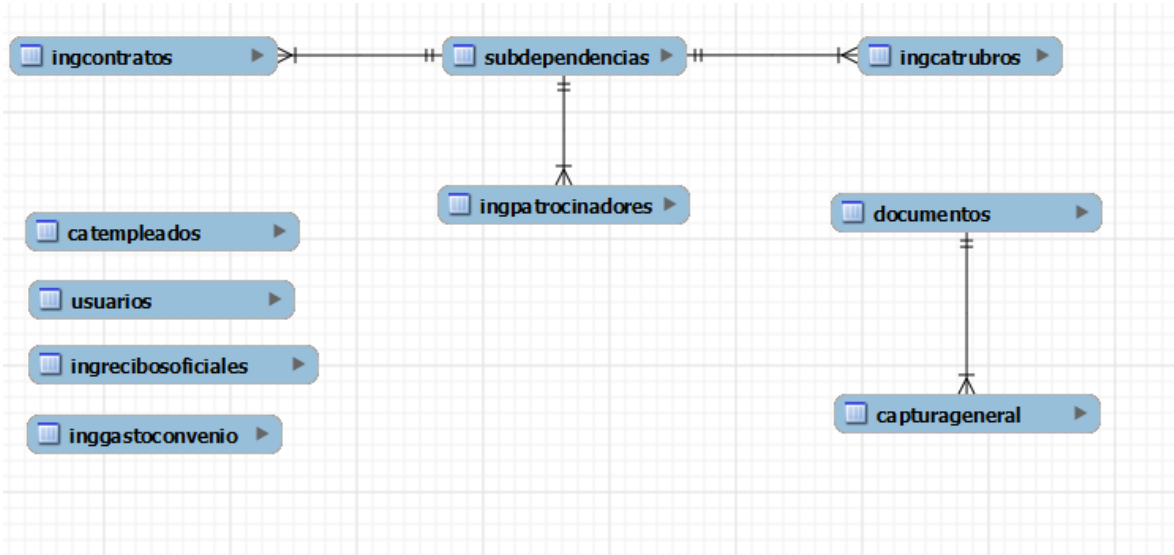 ingcontratos
subdependencias
ingcatrubros
ingpatrocinadores
documentos
catempleados
usuarios
ingrecibosoficiales
inggastoconvenio
capturageneral